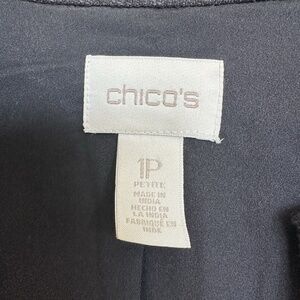 chico's
1P
PETITE
MADE IN
INDIA
HECHO EN
LA INDIA
FABRIQUÉ EN
INDE